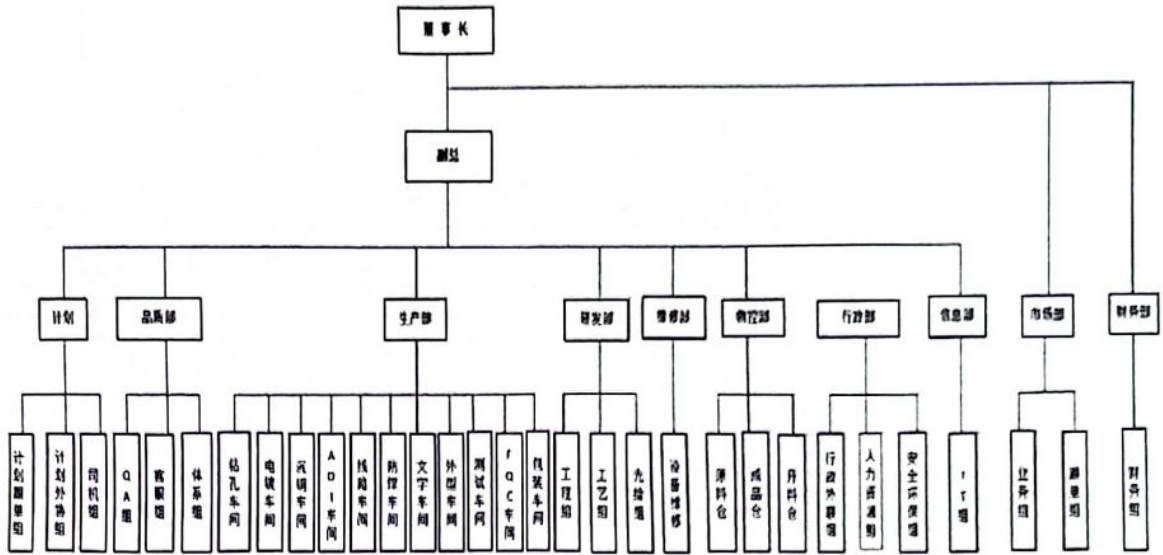 董事长
副总
计划
品质部
生产部
研发部
维修部
物控部
行政部
信息部
市场部
财务部
计划跟单组
计划外协组
司机组
QA组
客服组
体系组
钻孔车间
电镀车间
沉铜车间
AOI车间
线路车间
防焊车间
文字车间
外型车间
测试车间
FQC车间
包装车间
工程组
工艺组
光绘组
设备维修
原料仓
成品仓
开料仓
行政外联组
人力资源组
安全环保组
IT组
业务组
跟单组
财务组